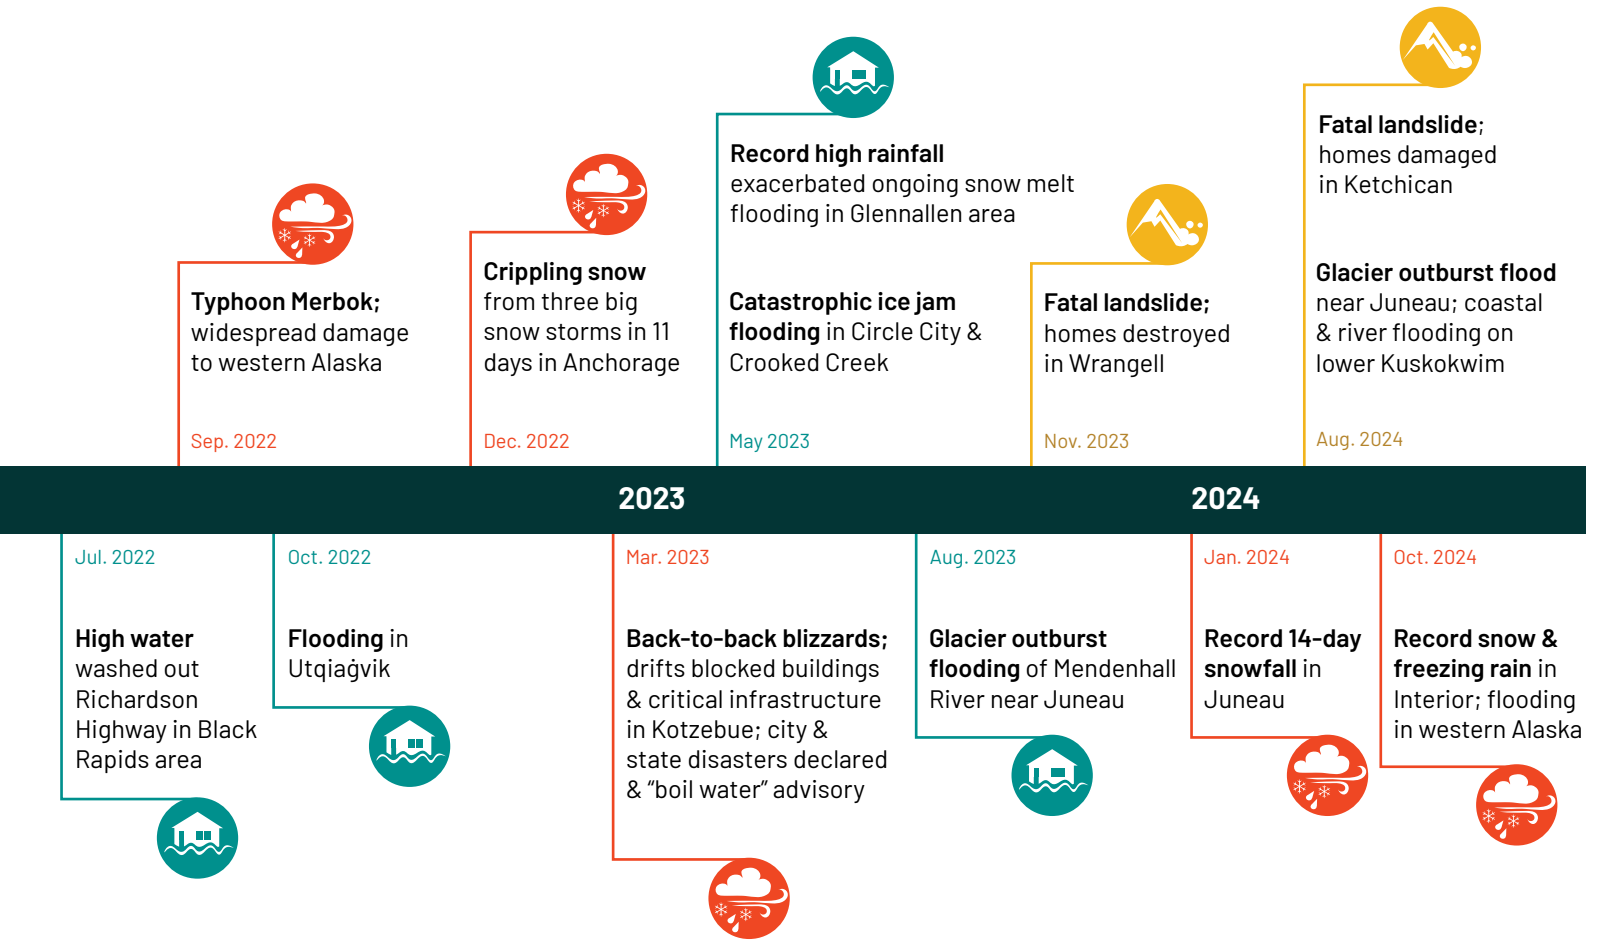 Typhoon Merbok;
widespread damage
to western Alaska
Sep. 2022
Crippling snow
from three big
snow storms in 11
days in Anchorage
Dec. 2022
Record high rainfall
exacerbated ongoing snow melt
flooding in Glennallen area
Catastrophic ice jam
flooding in Circle City &
Crooked Creek
May 2023
Fatal landslide;
homes destroyed
in Wrangell
Nov. 2023
Fatal landslide;
homes damaged
in Ketchican
Glacier outburst flood
near Juneau; coastal
& river flooding on
lower Kuskokwim
Aug. 2024
2023
2024
Jul. 2022
High water
washed out
Richardson
Highway in Black
Rapids area
Oct. 2022
Flooding in
Utqiaġvik
Mar. 2023
Back-to-back blizzards;
drifts blocked buildings
& critical infrastructure
in Kotzebue; city &
state disasters declared
& “boil water” advisory
Aug. 2023
Glacier outburst
flooding of Mendenhall
River near Juneau
Jan. 2024
Record 14-day
snowfall in
Juneau
Oct. 2024
Record snow &
freezing rain in
Interior; flooding
in western Alaska